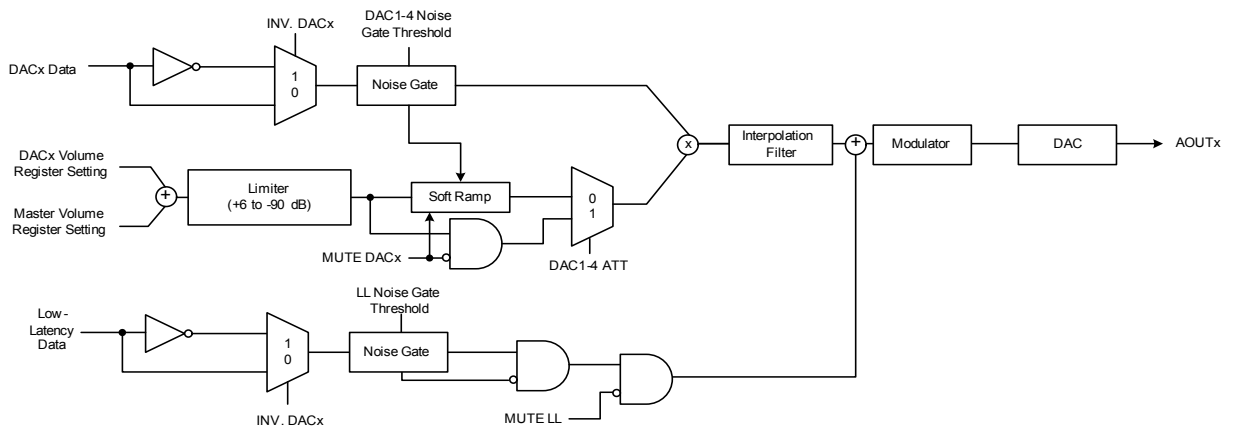 INV. DACx
DAC1-4 Noise
Gate Threshold
DACx Data
1
0
Noise Gate
DACx Volume
Register Setting
Master Volume
Register Setting
+
Limiter
(+6 to -90 dB)
Soft Ramp
0
1
MUTE DACx
DAC1-4 ATT
x
Interpolation
Filter
+
Modulator
DAC
AOUTx
LL Noise Gate
Threshold
Low-
Latency
Data
1
0
Noise Gate
INV. DACx
MUTE LL